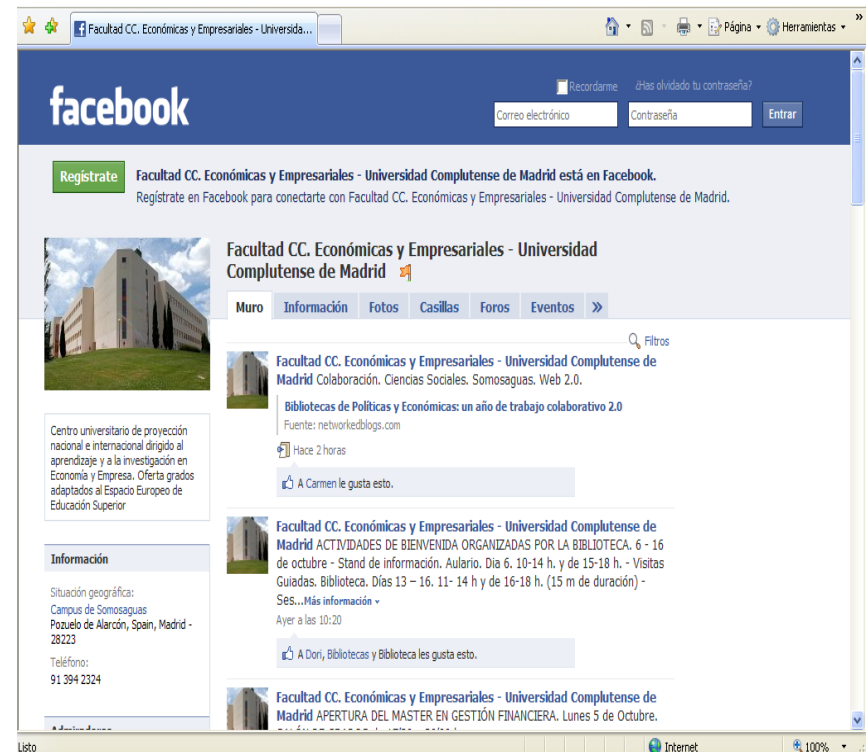 Facultad CC. Económicas y Empresariales - Universida...
Página
Herramientas
»
facebook
Recordarme
¿Has olvidado tu contraseña?
Correo electrónico
Contraseña
Entrar
Regístrate
Facultad CC. Económicas y Empresariales - Universidad Complutense de Madrid está en Facebook.
Regístrate en Facebook para conectarte con Facultad CC. Económicas y Empresariales - Universidad Complutense de Madrid.
Facultad CC. Económicas y Empresariales - Universidad
Complutense de Madrid
Muro Información Fotos Casillas Foros Eventos »
Filtros
Facultad CC. Económicas y Empresariales - Universidad Complutense de
Madrid Colaboración. Ciencias Sociales. Somosaguas. Web 2.0.
Bibliotecas de Políticas y Económicas: un año de trabajo colaborativo 2.0
Fuente: networkedblogs.com
Hace 2 horas
A Carmen le gusta esto.
Facultad CC. Económicas y Empresariales - Universidad Complutense de
Madrid ACTIVIDADES DE BIENVENIDA ORGANIZADAS POR LA BIBLIOTECA. 6 - 16
de octubre - Stand de información. Aulario. Dia 6. 10-14 h. y de 15-18 h. - Visitas
Guiadas. Biblioteca. Días 13 – 16. 11- 14 h y de 16-18 h. (15 m de duración) -
Ses...Más información
Ayer a las 10:20
A Dori, Bibliotecas y Biblioteca les gusta esto.
Facultad CC. Económicas y Empresariales - Universidad Complutense de
Madrid APERTURA DEL MASTER EN GESTIÓN FINANCIERA. Lunes 5 de Octubre.
Centro universitario de proyección
nacional e internacional dirigido al
aprendizaje y a la investigación en
Economía y Empresa. Oferta grados
adaptados al Espacio Europeo de
Educación Superior
Información
Situación geográfica:
Campus de Somosaguas
Pozuelo de Alarcón, Spain, Madrid -
28223
Teléfono:
91 394 2324
Listo
Internet
100%